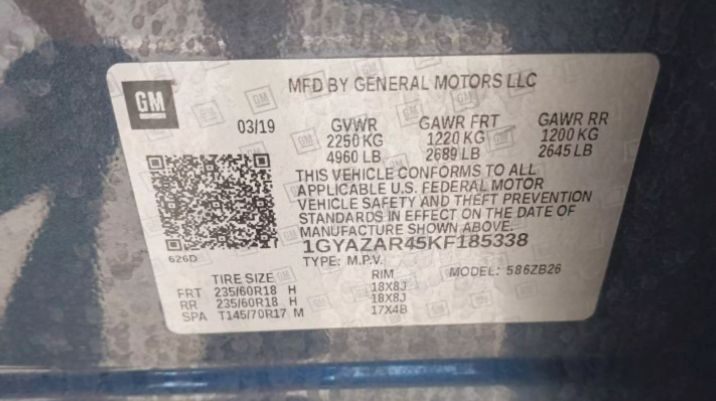 MFD BY GENERAL MOTORS LLC
GM
03/19
GVWR GAWR FRT GAWR RR
2250 KG 1220 KG 1200 KG
4960 LB 2689 LB 2645 LB
THIS VEHICLE CONFORMS TO ALL
APPLICABLE U.S. FEDERAL MOTOR
VEHICLE SAFETY AND THEFT PREVENTION
STANDARDS IN EFFECT ON THE DATE OF
MANUFACTURE SHOWN ABOVE.
1GYAZAR45KF185338
626D
TYPE: M.P.V. MODEL: 586ZB26
TIRE SIZE RIM
FRT 235/60R18 H 18X8J
RR 235/60R18 H 18X8J
SPA T145/70R17 M 17X4B